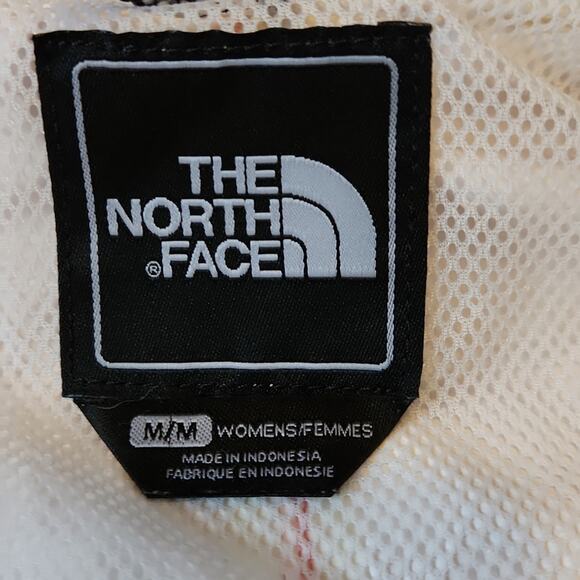 THE
NORTH
® FACE
M/M WOMENS/FEMMES
MADE IN INDONESIA
FABRIQUE EN INDONESIE